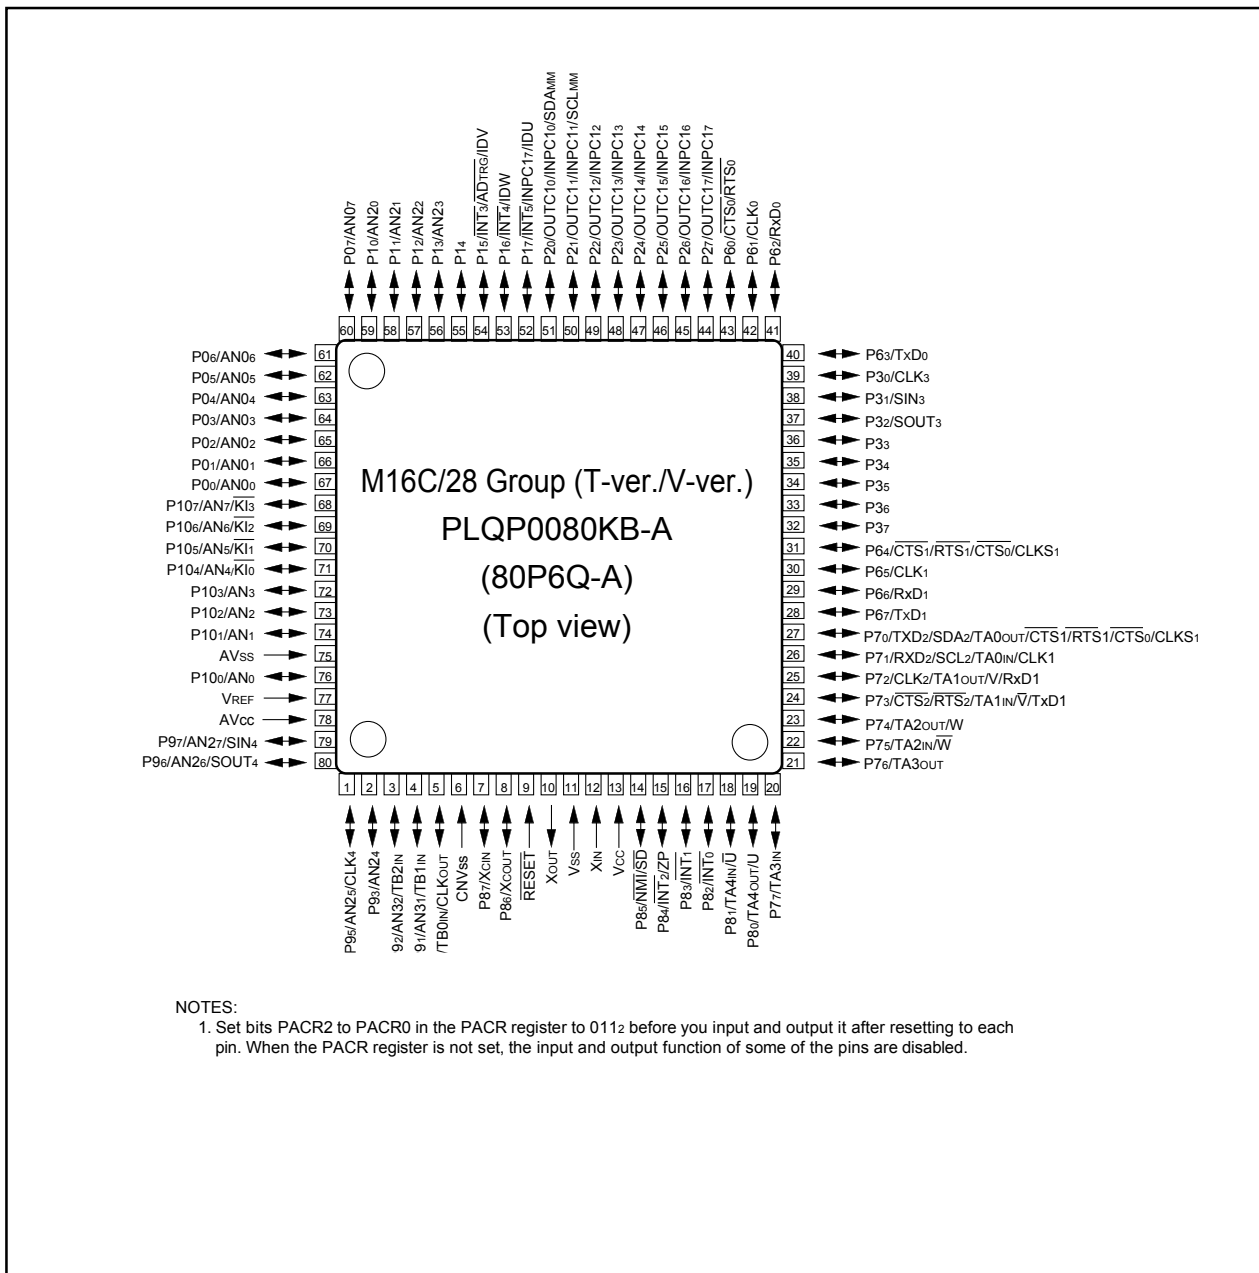 P07/AN07
P10/AN20
P11/AN21
P12/AN22
P13/AN23
P14
P15/INT3/ADTRG/IDV
P16/INT4/IDW
P17/INT5/INPC17/IDU
P20/OUTC10/INPC10/SDAMM
P21/OUTC11/INPC11/SCLMM
P22/OUTC12/INPC12
P23/OUTC13/INPC13
P24/OUTC14/INPC14
P25/OUTC15/INPC15
P26/OUTC16/INPC16
P27/OUTC17/INPC17
P60/CTS0/RTS0
P61/CLK0
P62/RxD0
60 59 58 57 56 55 54 53 52 51 50 49 48 47 46 45 44 43 42 41
P06/AN06 61
P05/AN05 62
P04/AN04 63
P03/AN03 64
P02/AN02 65
P01/AN01 66
P00/AN00 67
P107/AN7/KI3 68
P106/AN6/KI2 69
P105/AN5/KI1 70
P104/AN4/KI0 71
P103/AN3 72
P102/AN2 73
P101/AN1 74
AVSS 75
P100/AN0 76
VREF 77
AVcc 78
P97/AN27/SIN4 79
P96/AN26/SOUT4 80
M16C/28 Group (T-ver./V-ver.)
PLQP0080KB-A
(80P6Q-A)
(Top view)
40 P63/TxD0
39 P30/CLK3
38 P31/SIN3
37 P32/SOUT3
36 P33
35 P34
34 P35
33 P36
32 P37
31 P64/CTS1/RTS1/CTS0/CLKS1
30 P65/CLK1
29 P66/RxD1
28 P67/TxD1
27 P70/TXD2/SDA2/TA0OUT/CTS1/RTS1/CTS0/CLKS1
26 P71/RXD2/SCL2/TA0IN/CLK1
25 P72/CLK2/TA1OUT/V/RxD1
24 P73/CTS2/RTS2/TA1IN/V/TxD1
23 P74/TA2OUT/W
22 P75/TA2IN/W
21 P76/TA3OUT
1 2 3 4 5 6 7 8 9 10 11 12 13 14 15 16 17 18 19 20
P95/AN25/CLK4
P93/AN24
92/AN32/TB2IN
91/AN31/TB1IN
/TB0IN/CLKOUT
CNVss
P87/XCIN
P86/XCOUT
RESET
XOUT
VSS
XIN
VCC
P85/NMI/SD
P84/INT2/ZP
P83/INT1
P82/INT0
P81/TA4IN/U
P80/TA4OUT/U
P77/TA3IN
NOTES:
1. Set bits PACR2 to PACR0 in the PACR register to 0112 before you input and output it after resetting to each
pin. When the PACR register is not set, the input and output function of some of the pins are disabled.